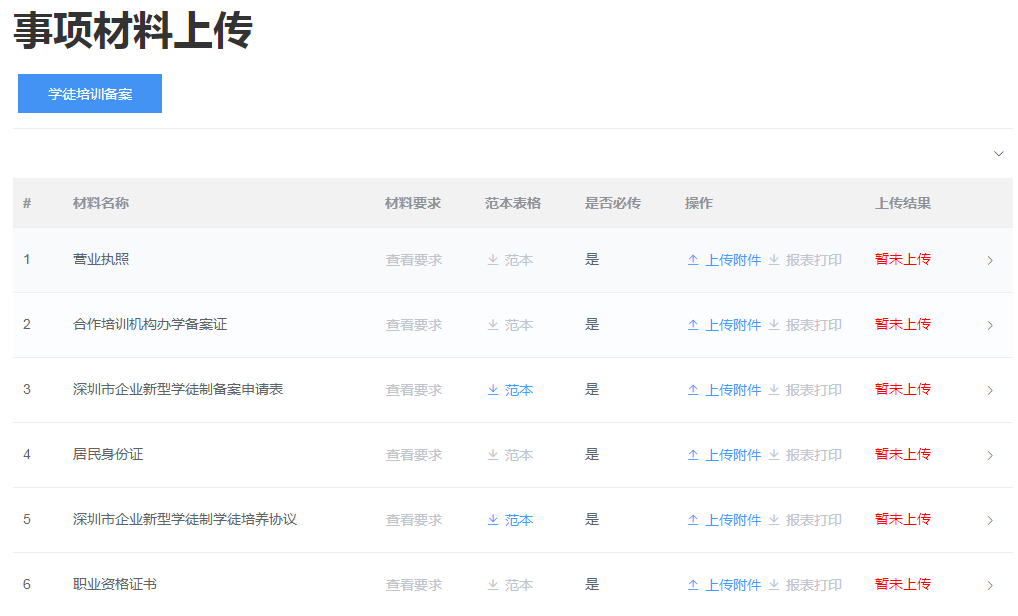 事项材料上传
学徒培训备案
# 材料名称 材料要求 范本表格 是否必传 操作 上传结果
1 营业执照 查看要求 范本 是 上传附件 报表打印 暂未上传
2 合作培训机构办学备案证 查看要求 范本 是 上传附件 报表打印 暂未上传
3 深圳市企业新型学徒制备案申请表 查看要求 范本 是 上传附件 报表打印 暂未上传
4 居民身份证 查看要求 范本 是 上传附件 报表打印 暂未上传
5 深圳市企业新型学徒制学徒培养协议 查看要求 范本 是 上传附件 报表打印 暂未上传
6 职业资格证书 查看要求 范本 是 上传附件 报表打印 暂未上传